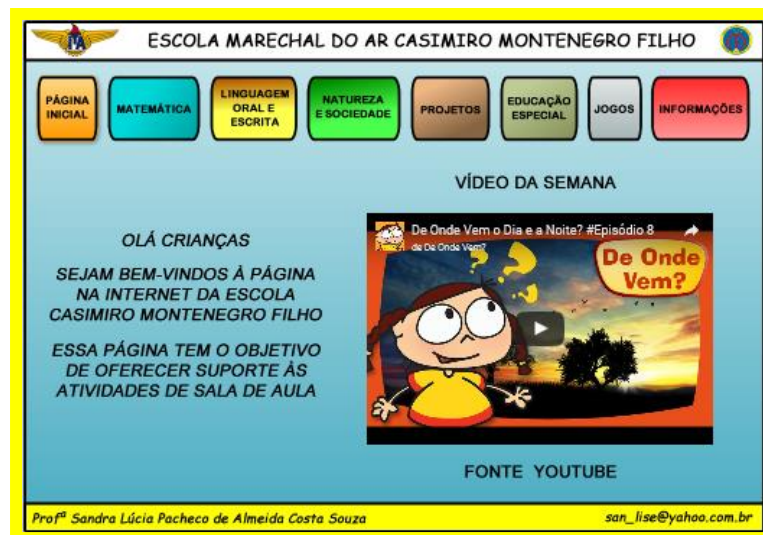 ESCOLA MARECHAL DO AR CASIMIRO MONTENEGRO FILHO
PÁGINA
INICIAL
MATEMÁTICA
LINGUAGEM
ORAL E
ESCRITA
NATUREZA
E SOCIEDADE
PROJETOS
EDUCAÇÃO
ESPECIAL
JOGOS
INFORMAÇÕES
OLÁ CRIANÇAS
SEJAM BEM-VINDOS À PÁGINA
NA INTERNET DA ESCOLA
CASIMIRO MONTENEGRO FILHO
ESSA PÁGINA TEM O OBJETIVO
DE OFERECER SUPORTE ÀS
ATIVIDADES DE SALA DE AULA
VÍDEO DA SEMANA
De Onde Vem o Dia e a Noite? #Episódio 8
de De Onde Vem?
De Onde
Vem?
FONTE YOUTUBE
Profª Sandra Lúcia Pacheco de Almeida Costa Souza
san_lise@yahoo.com.br